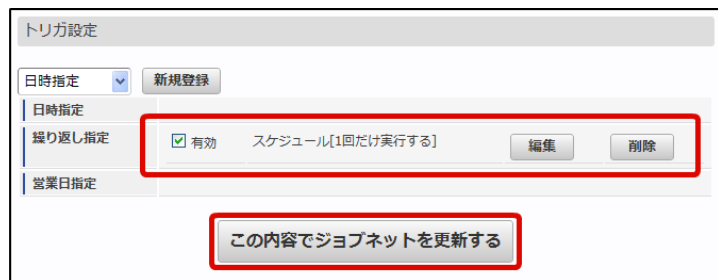 トリガ設定
日時指定 新規登録
日時指定
繰り返し指定 有効 スケジュール[1回だけ実行する] 編集 削除
営業日指定
この内容でジョブネットを更新する